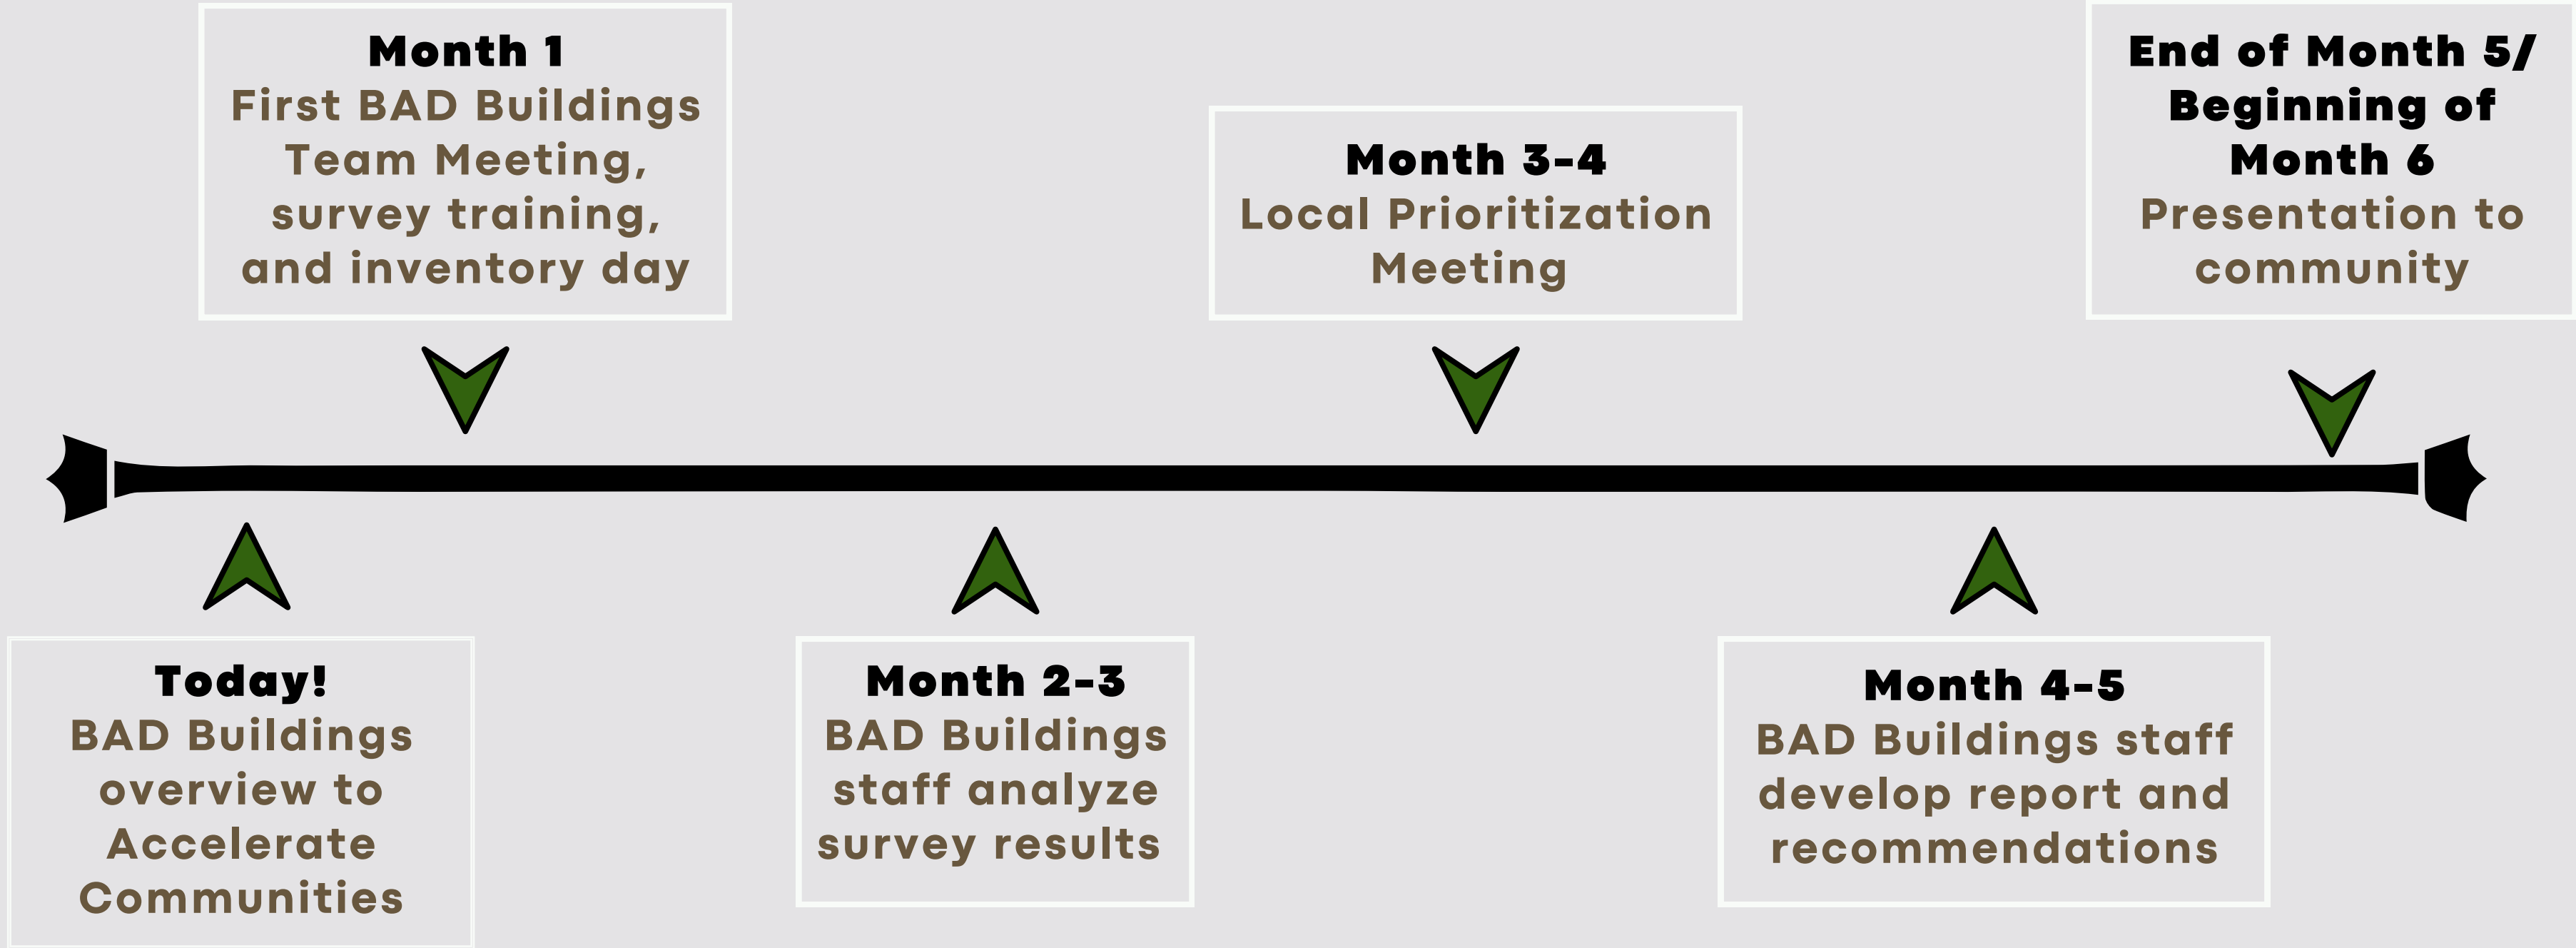 Month 1
First BAD Buildings
Team Meeting,
survey training,
and inventory day
Month 3-4
Local Prioritization
Meeting
End of Month 5/
Beginning of
Month 6
Presentation to
community
Today!
BAD Buildings
overview to
Accelerate
Communities
Month 2-3
BAD Buildings
staff analyze
survey results
Month 4-5
BAD Buildings staff
develop report and
recommendations